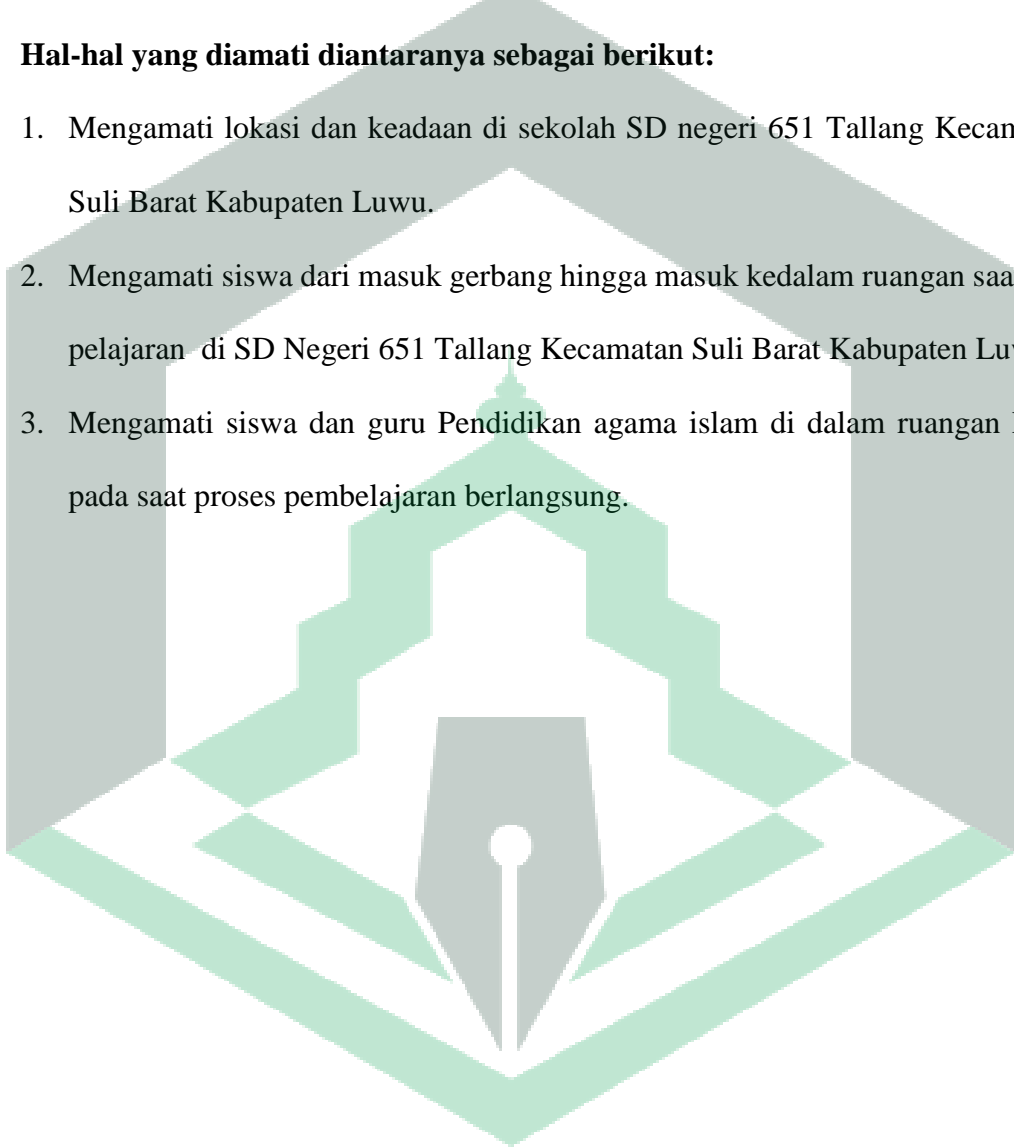 Hal-hal yang diamati diantaranya sebagai berikut:
1. Mengamati lokasi dan keadaan di sekolah SD negeri 651 Tallang
Suli Barat Kabupaten Luwu.
2. Mengamati siswa dari masuk gerbang hingga masuk kedalam ruangan
pelajaran di SD Negeri 651 Tallang Kecamatan Suli Barat Kabupaten
3. Mengamati siswa dan guru Pendidikan agama islam di dalam ruangan
pada saat proses pembelajaran berlangsung.